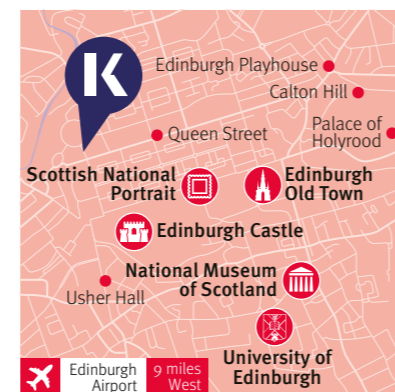 K
Edinburgh Playhouse
Calton Hill
Queen Street
Palace of
Holyrood
Scottish National
Portrait
Edinburgh
Old Town
Edinburgh Castle
National Museum
of Scotland
Usher Hall
University of
Edinburgh
Edinburgh
Airport
9 miles
West